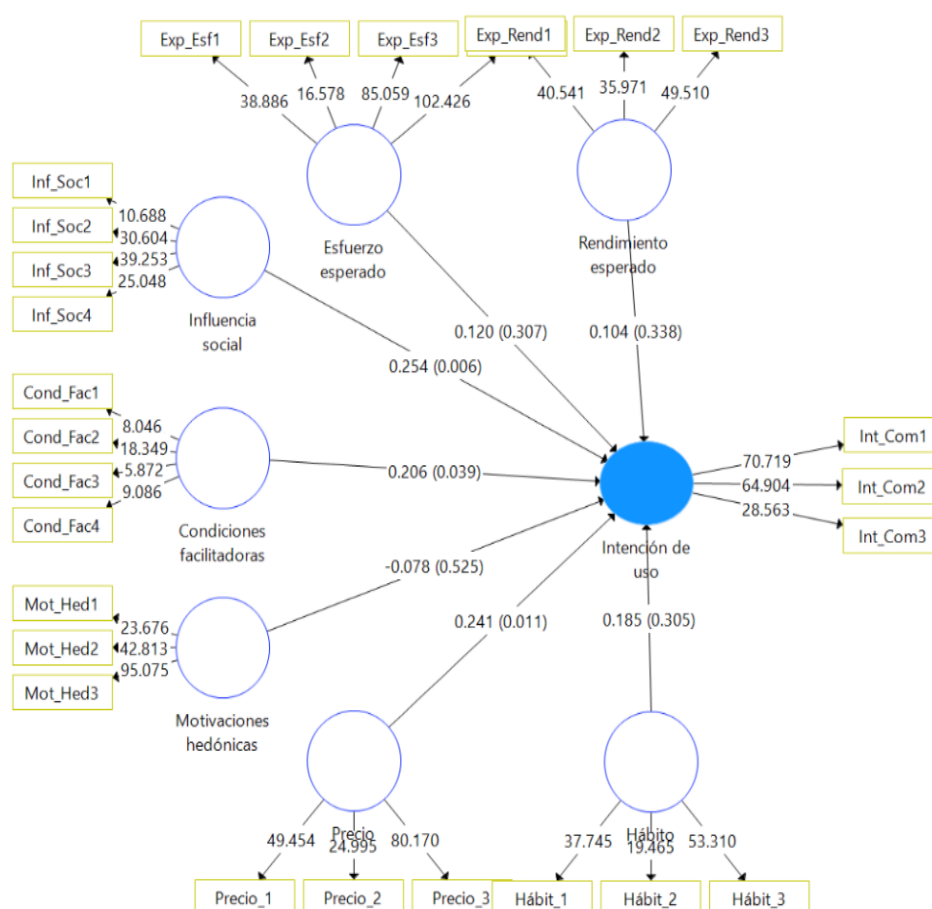 Exp_Esf1
Exp_Esf2
Exp_Esf3
Exp_Rend1
Exp_Rend2
Exp_Rend3
38.886
16.578
85.059
102.426
40.541
35.971
49.510
Inf_Soc1
Inf_Soc2
Inf_Soc3
Inf_Soc4
10.688
30.604
39.253
25.048
Esfuerzo
esperado
Rendimiento
esperado
Influencia
social
0.120 (0.307)
0.104 (0.338)
0.254 (0.006)
Cond_Fac1
Cond_Fac2
Cond_Fac3
Cond_Fac4
8.046
18.349
5.872
9.086
0.206 (0.039)
Int_Com1
Int_Com2
Int_Com3
70.719
64.904
28.563
Condiciones
facilitadoras
Intención de
uso
-0.078 (0.525)
Mot_Hed1
Mot_Hed2
Mot_Hed3
23.676
42.813
95.075
0.241 (0.011)
0.185 (0.305)
Motivaciones
hedónicas
Precio
Hábito
49.454
24.995
80.170
37.745
19.465
53.310
Precio_1
Precio_2
Precio_3
Hábit_1
Hábit_2
Hábit_3